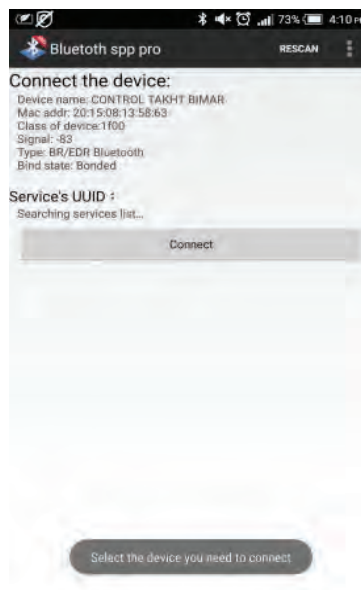 73% 4:10 P
Bluetoth spp pro RESCAN
Connect the device:
Device name: CONTROL TAKHT BIMAR
Mac addr: 20:15:08:13:58:63
Class of device:1f00
Signal: -83
Type: BR/EDR Bluetooth
Bind state: Bonded
Service's UUID :
Searching services list...
Connect
Select the device you need to connect